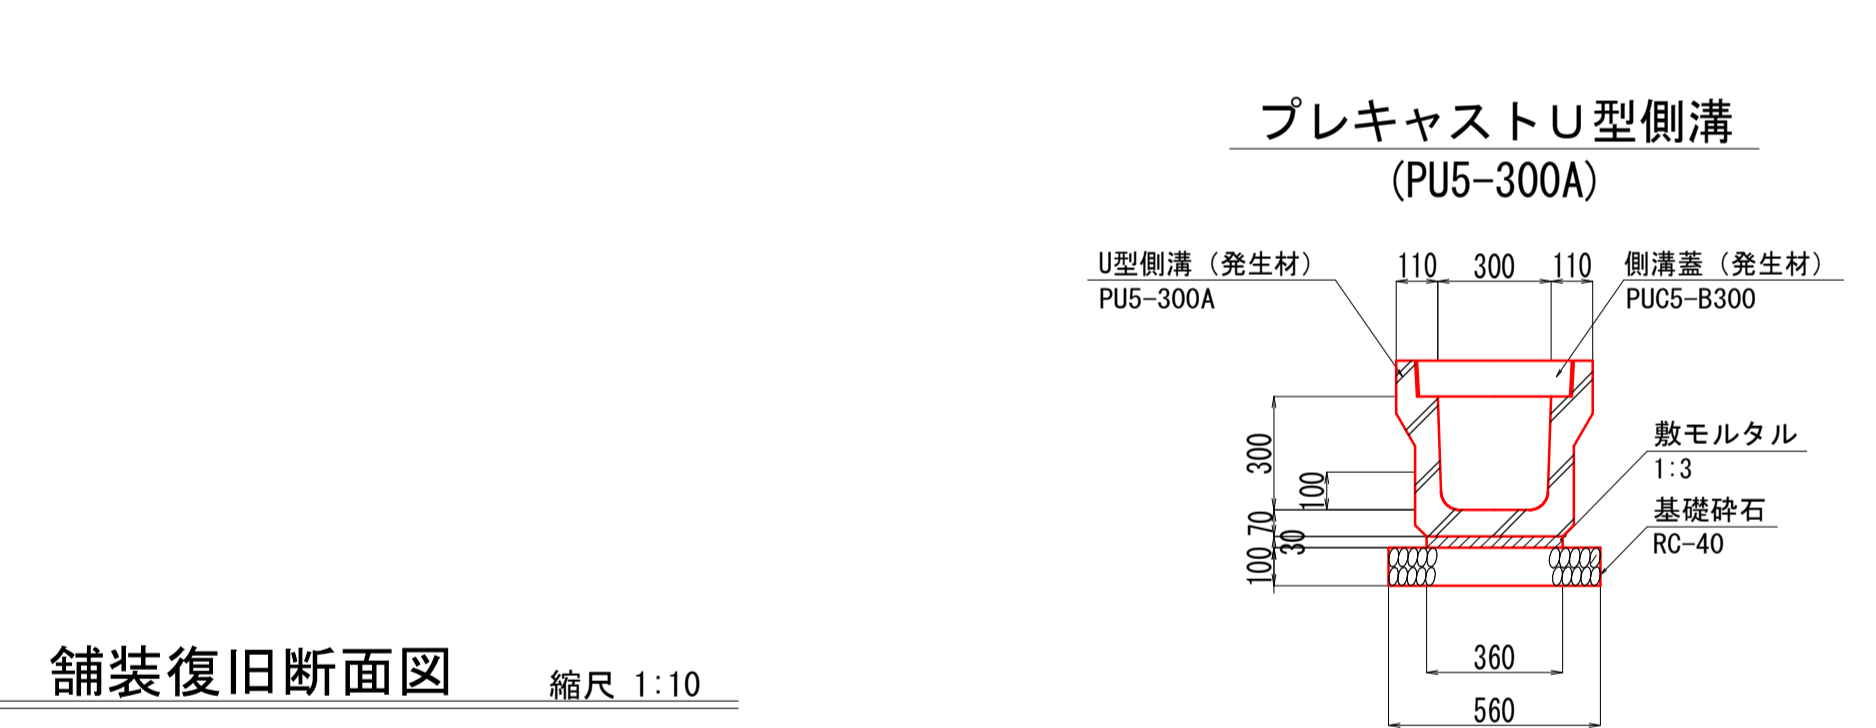 プレキャストU型側溝
(PU5-300A)
U型側溝（発生材）
PU5-300A
110
300
110
側溝蓋（発生材）
PUC5-B300
300
100
70
30
100
敷モルタル
1:3
基礎砕石
RC-40
360
560
舗装復旧断面図
縮尺 1:10